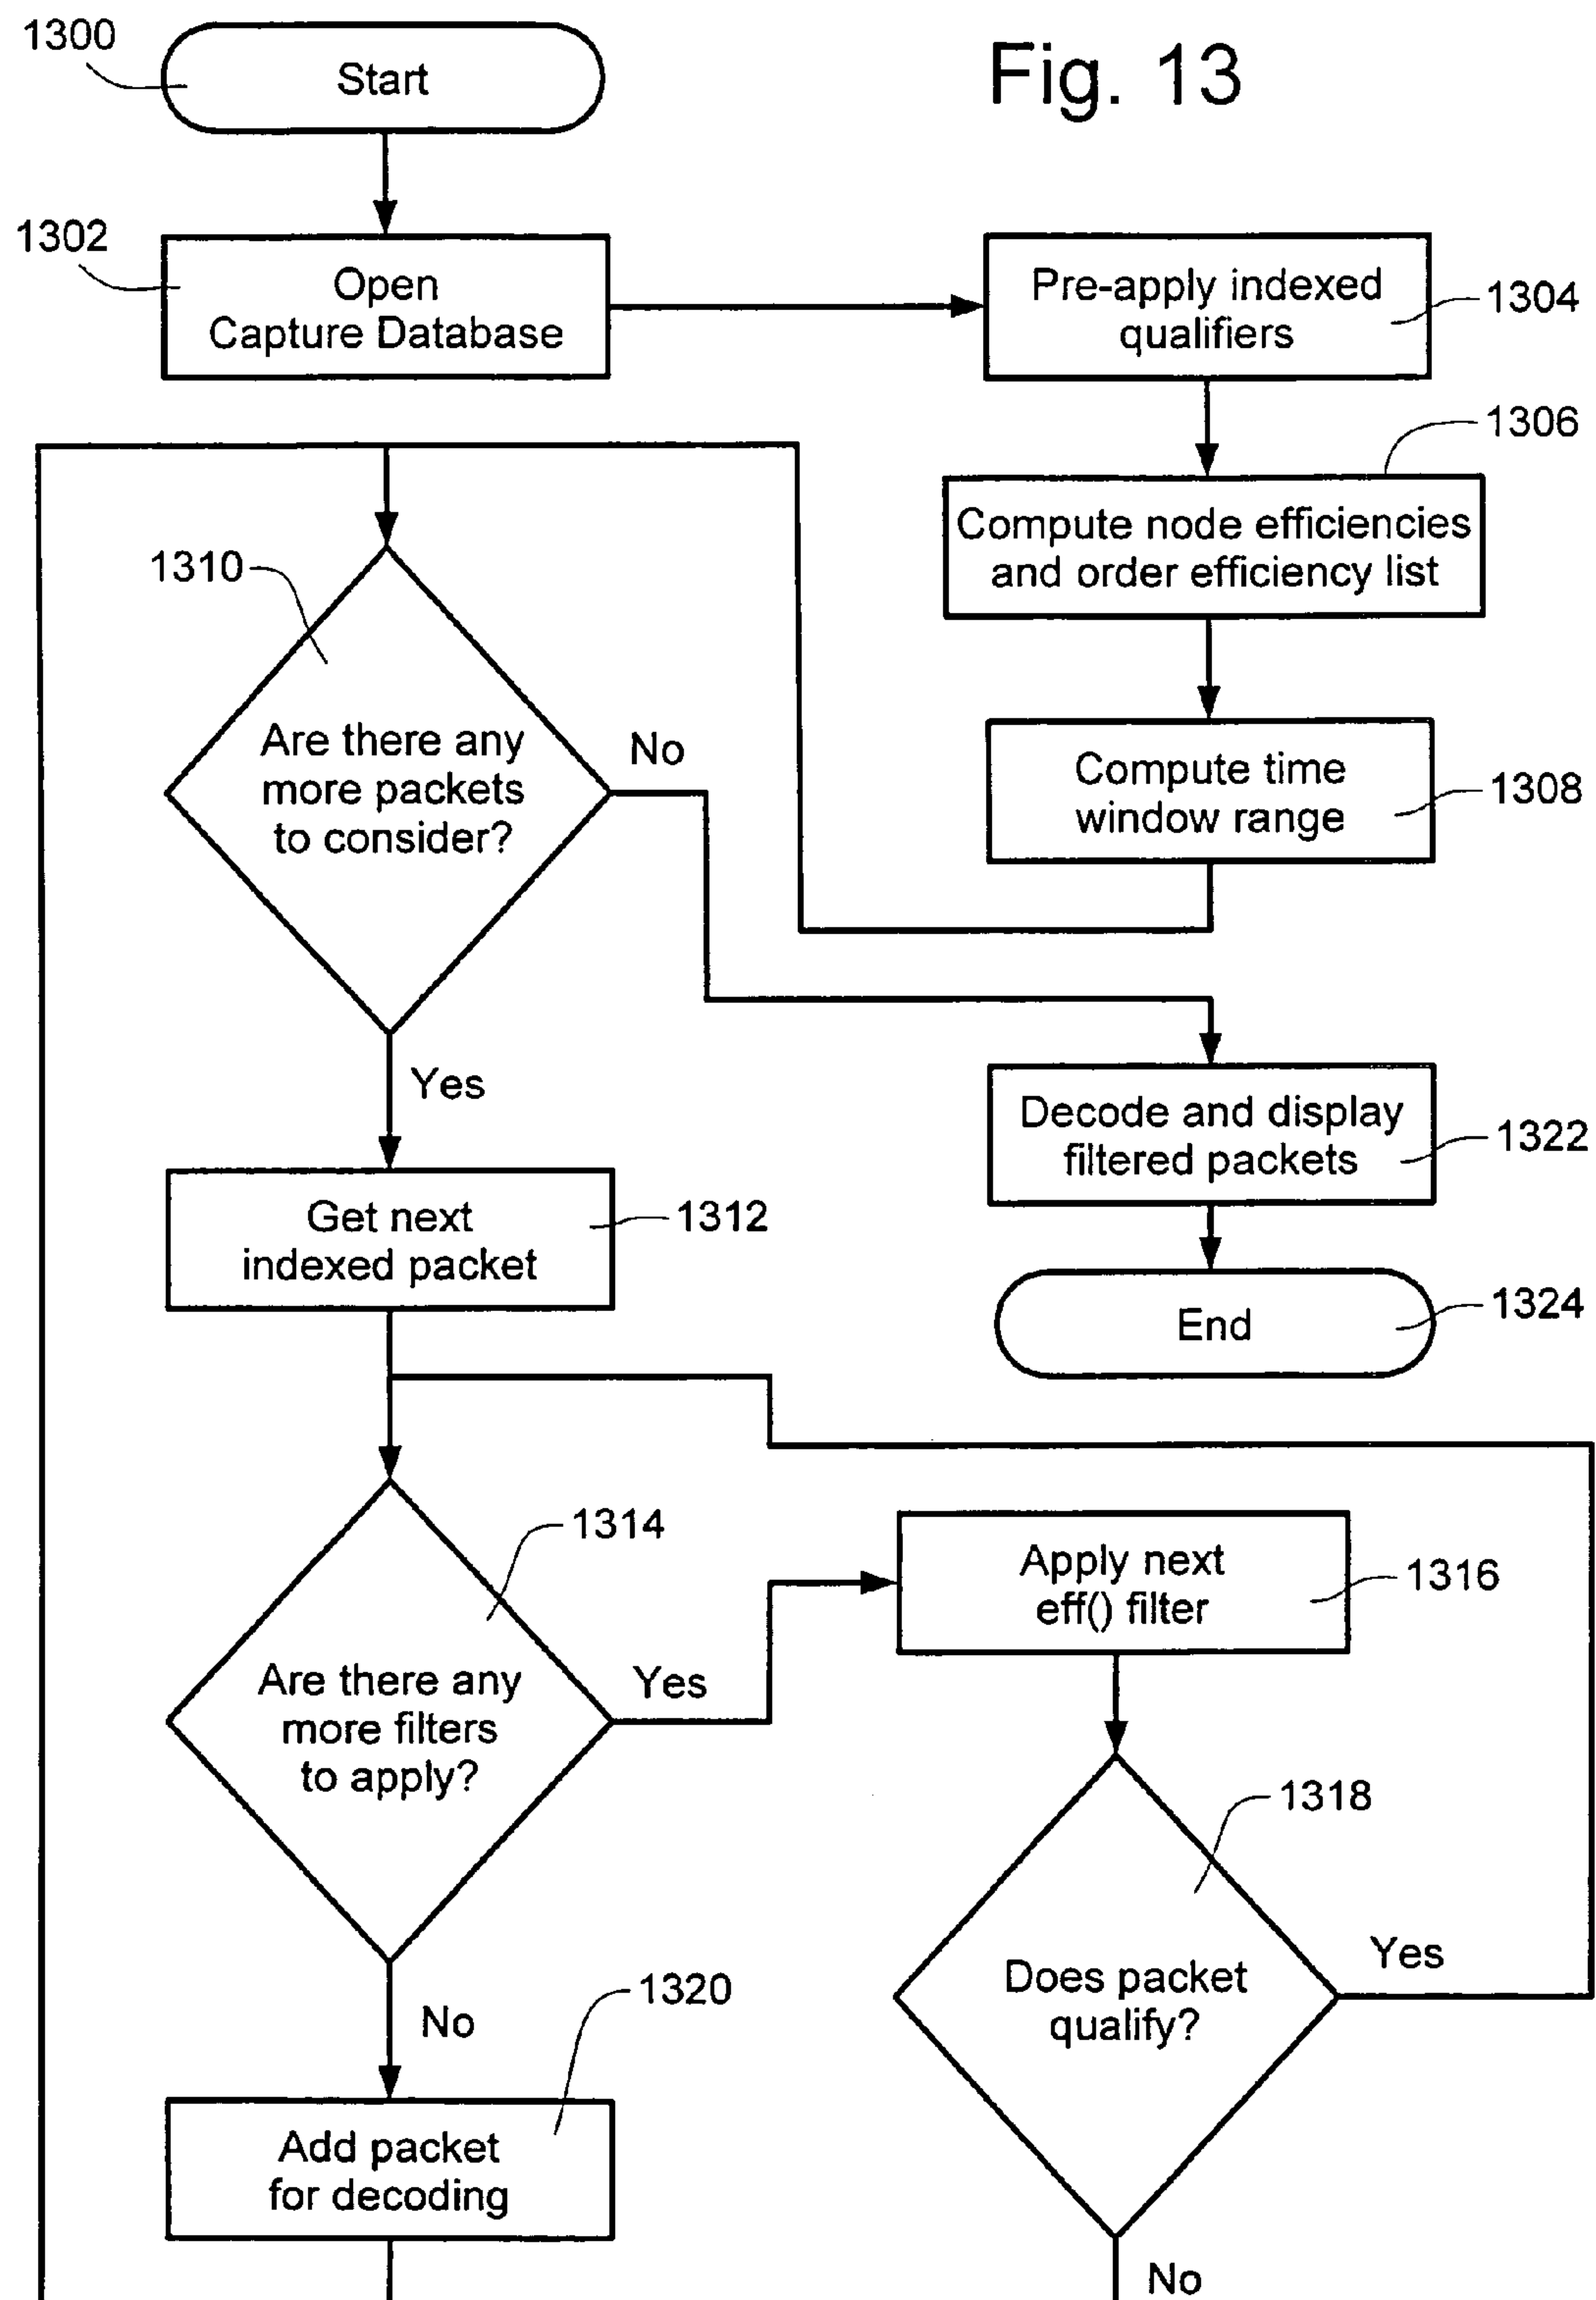 Fig. 13
1300
Start
1302
Open
Capture Database
Pre-apply indexed
qualifiers
1304
1306
Compute node efficiencies
and order efficiency list
Compute time
window range
1308
1310
Are there any
more packets
to consider?
No
Yes
Decode and display
filtered packets
1322
Get next
indexed packet
1312
End
1324
1314
Are there any
more filters
to apply?
Yes
Apply next
eff() filter
1316
1318
Does packet
qualify?
Yes
No
1320
Add packet
for decoding
No